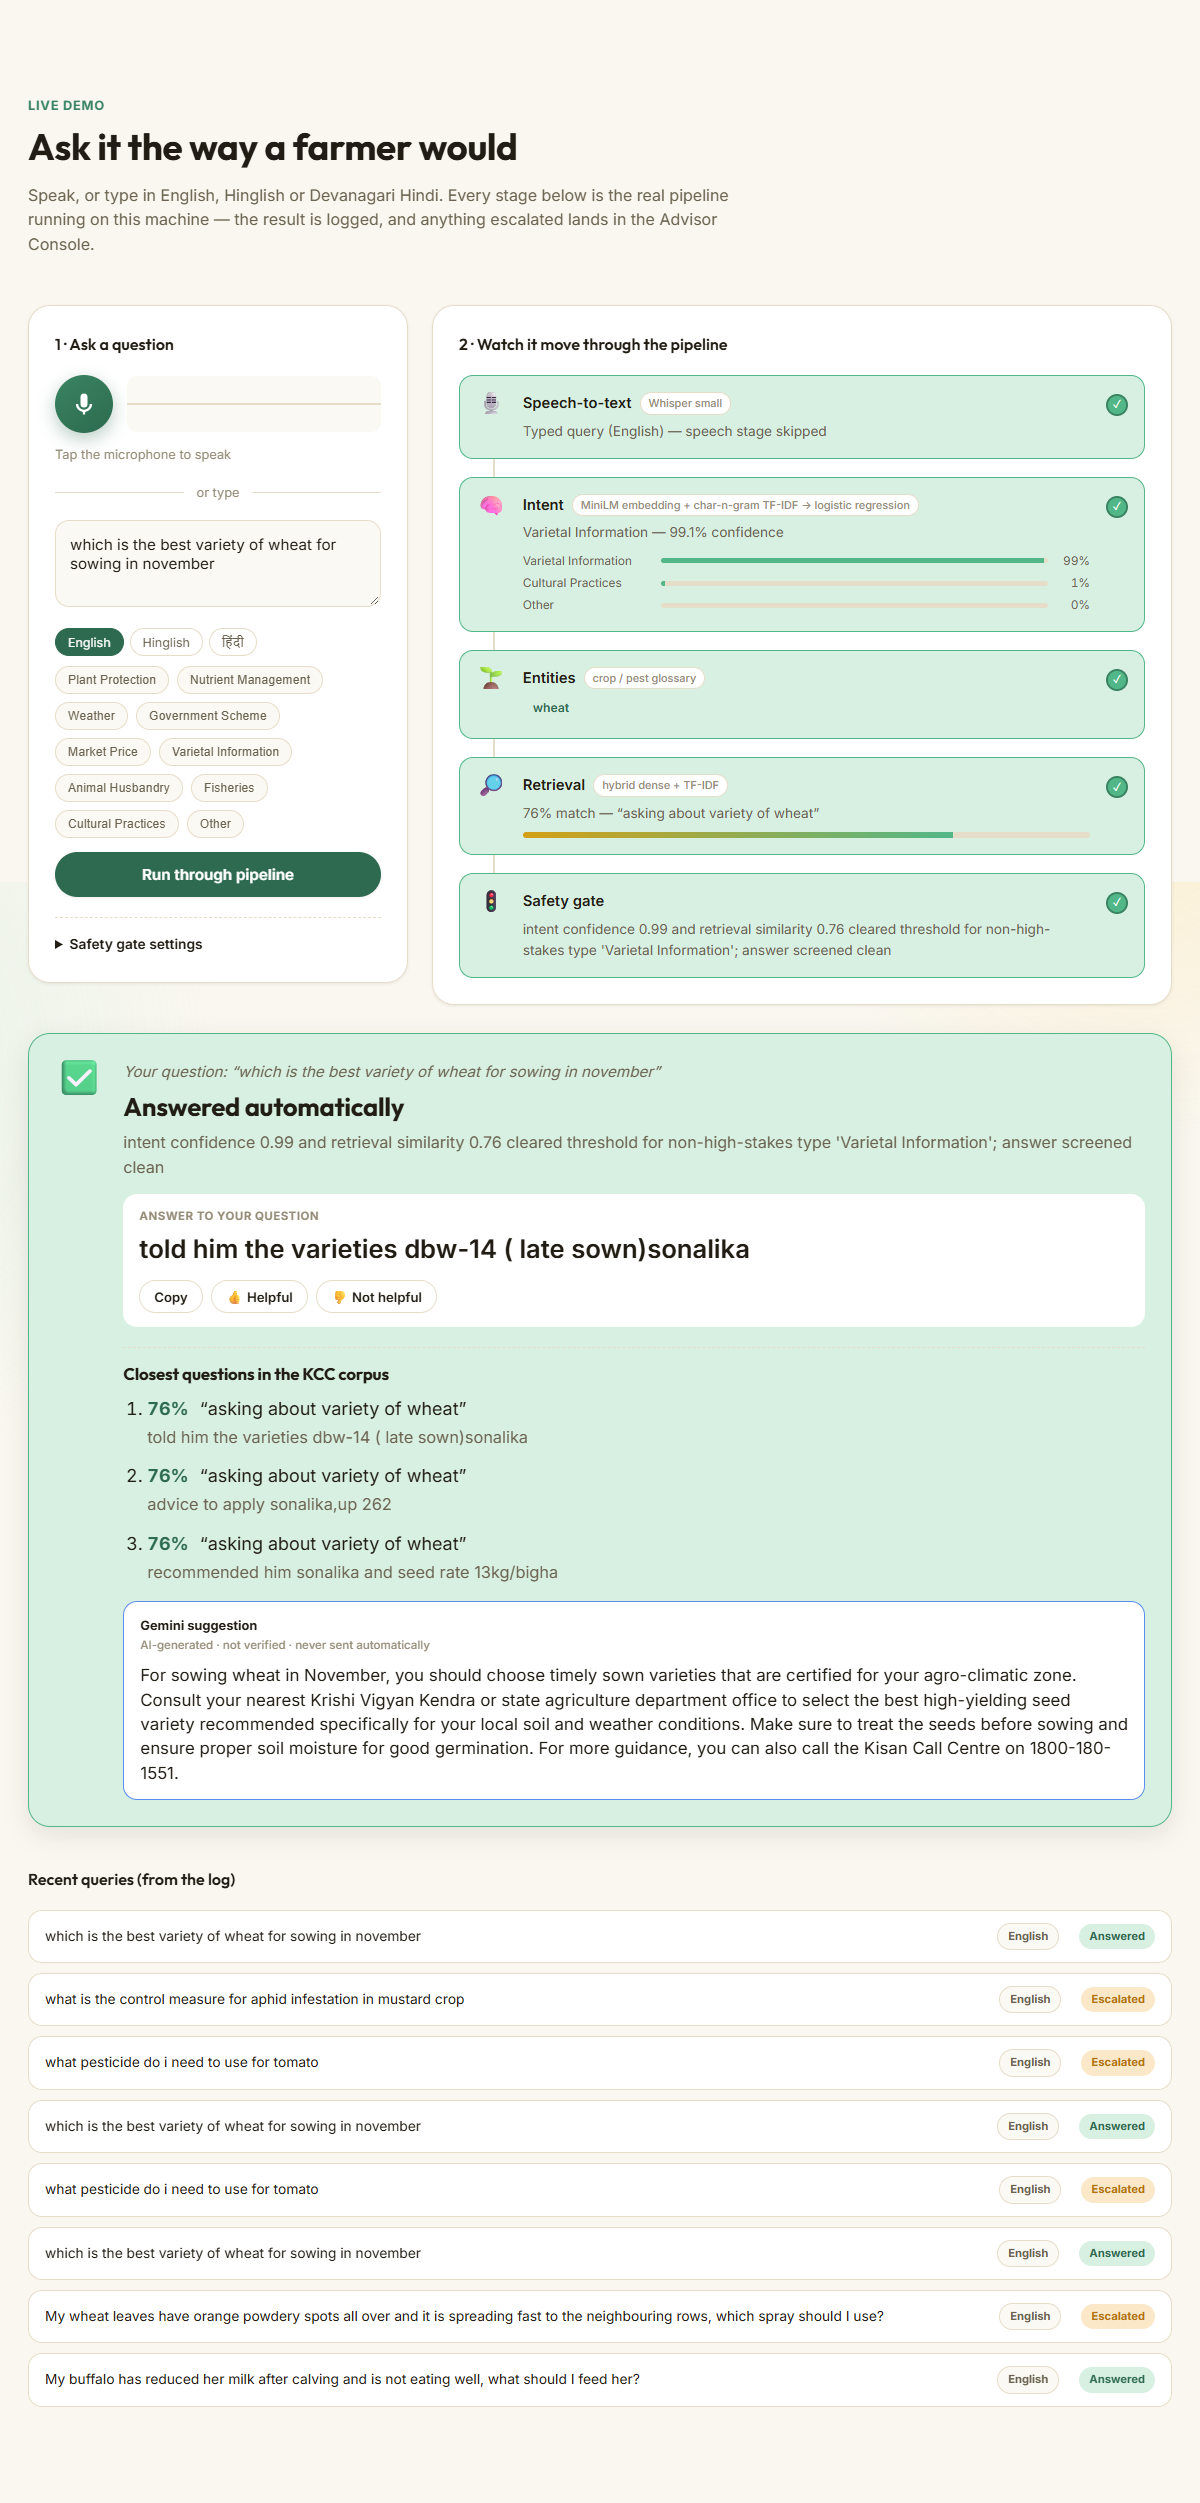 LIVE DEMO
Ask it the way a farmer would
Speak, or type in English, Hinglish or Devanagari Hindi. Every stage below is the real pipeline
running on this machine — the result is logged, and anything escalated lands in the Advisor
Console.
1 · Ask a question
Tap the microphone to speak
or type
which is the best variety of wheat for
sowing in november
English Hinglish हिंदी
Plant Protection Nutrient Management
Weather Government Scheme
Market Price Varietal Information
Animal Husbandry Fisheries
Cultural Practices Other
Run through pipeline
▶ Safety gate settings
2 · Watch it move through the pipeline
Speech-to-text Whisper small
Typed query (English) — speech stage skipped
Intent MiniLM embedding + char-n-gram TF-IDF → logistic regression
Varietal Information — 99.1% confidence
Varietal Information 99%
Cultural Practices 1%
Other 0%
Entities crop / pest glossary
wheat
Retrieval hybrid dense + TF-IDF
76% match — “asking about variety of wheat”
Safety gate
intent confidence 0.99 and retrieval similarity 0.76 cleared threshold for non-high-
stakes type 'Varietal Information'; answer screened clean
Your question: “which is the best variety of wheat for sowing in november”
Answered automatically
intent confidence 0.99 and retrieval similarity 0.76 cleared threshold for non-high-stakes type 'Varietal Information'; answer screened
clean
ANSWER TO YOUR QUESTION
told him the varieties dbw-14 ( late sown)sonalika
Copy 👍 Helpful 👎 Not helpful
Closest questions in the KCC corpus
1. 76% “asking about variety of wheat”
told him the varieties dbw-14 ( late sown)sonalika
2. 76% “asking about variety of wheat”
advice to apply sonalika,up 262
3. 76% “asking about variety of wheat”
recommended him sonalika and seed rate 13kg/bigha
Gemini suggestion
AI-generated · not verified · never sent automatically
For sowing wheat in November, you should choose timely sown varieties that are certified for your agro-climatic zone.
Consult your nearest Krishi Vigyan Kendra or state agriculture department office to select the best high-yielding seed
variety recommended specifically for your local soil and weather conditions. Make sure to treat the seeds before sowing and
ensure proper soil moisture for good germination. For more guidance, you can also call the Kisan Call Centre on 1800-180-
1551.
Recent queries (from the log)
which is the best variety of wheat for sowing in november English Answered
what is the control measure for aphid infestation in mustard crop English Escalated
what pesticide do i need to use for tomato English Escalated
which is the best variety of wheat for sowing in november English Answered
what pesticide do i need to use for tomato English Escalated
which is the best variety of wheat for sowing in november English Answered
My wheat leaves have orange powdery spots all over and it is spreading fast to the neighbouring rows, which spray should I use? English Escalated
My buffalo has reduced her milk after calving and is not eating well, what should I feed her? English Answered